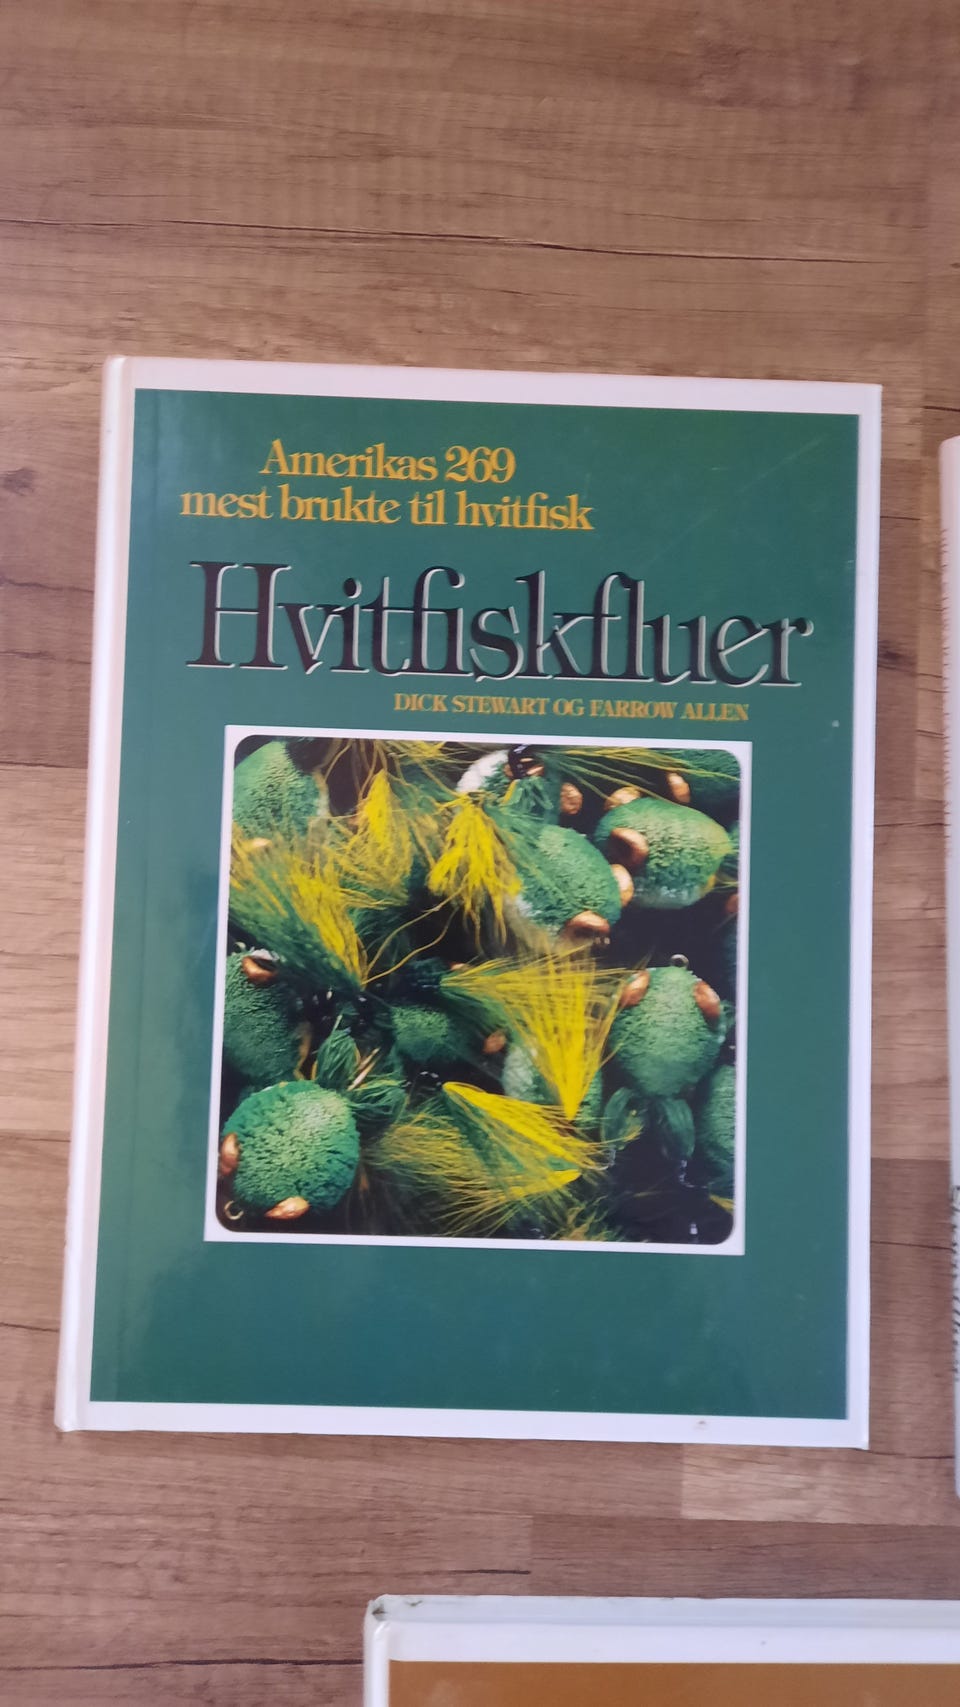 Amerikas 269
mest brukte til hvitfisk
Hvitfiskfluer
DICK STEWART OG FARROW ALLEN